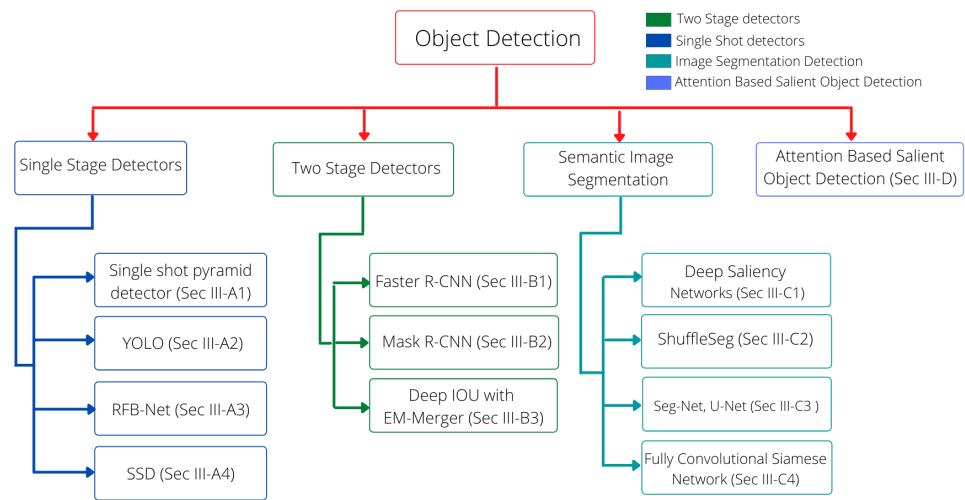 Object Detection
Two Stage detectors
Single Shot detectors
Image Segmentation Detection
Attention Based Salient Object Detection
Single Stage Detectors
Two Stage Detectors
Semantic Image
Segmentation
Attention Based Salient
Object Detection (Sec III-D)
Single shot pyramid
detector (Sec III-A1)
YOLO (Sec III-A2)
RFB-Net (Sec III-A3)
SSD (Sec III-A4)
Faster R-CNN (Sec III-B1)
Mask R-CNN (Sec III-B2)
Deep IOU with
EM-Merger (Sec III-B3)
Deep Saliency
Networks (Sec III-C1)
ShuffleSeg (Sec III-C2)
Seg-Net, U-Net (Sec III-C3 )
Fully Convolutional Siamese
Network (Sec III-C4)